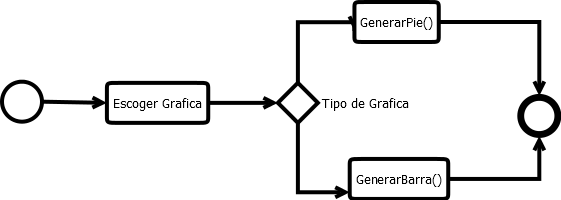 GenerarPie()
Escoger Grafica
Tipo de Grafica
GenerarBarra()